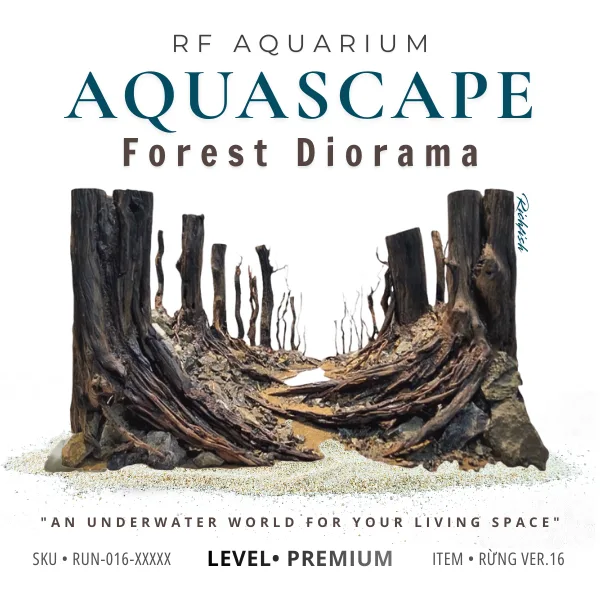 RF AQUARIUM
AQUASCAPE
Forest Diorama
Richfish
"AN UNDERWATER WORLD FOR YOUR LIVING SPACE"
SKU • RUN-016-XXXXX
LEVEL• PREMIUM
ITEM • RỪNG VER.16